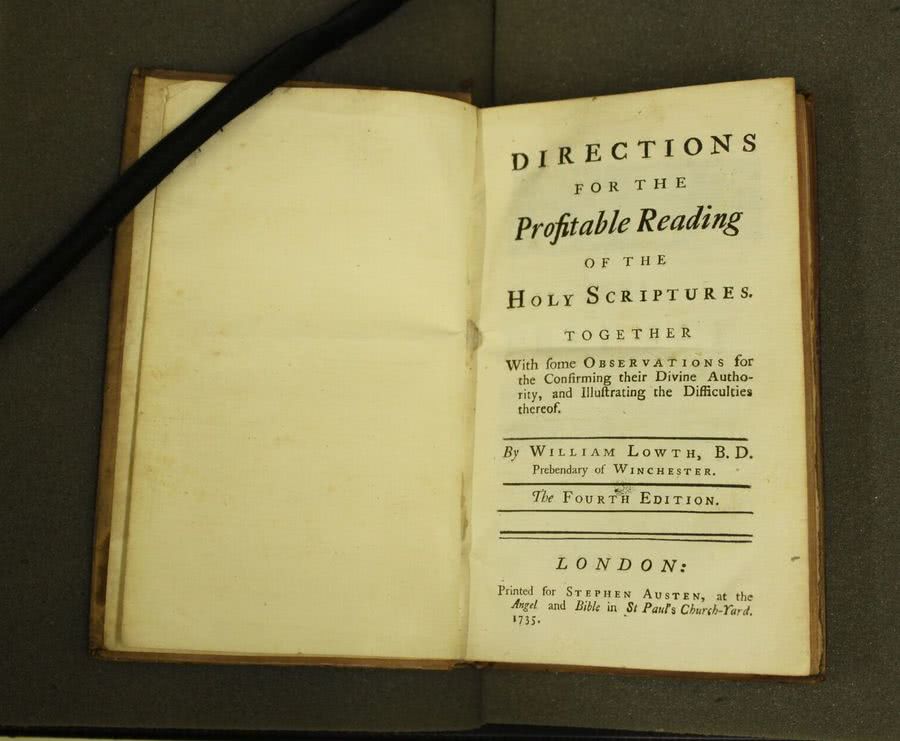 DIRECTIONS
FOR THE
Profitable Reading
OF THE
HOLY SCRIPTURES.
TOGETHER
With ſome OBSERVATIONS for
the Confirming their Divine Autho-
rity, and Illuſtrating the Difficulties
thereof.
By WILLIAM LOWTH, B. D.
Prebendary of WINCHESTER.
The FOURTH EDITION.
LONDON:
Printed for STEPHEN AUSTEN, at the
Angel and Bible in St Paul's Church-Yard.
1735.